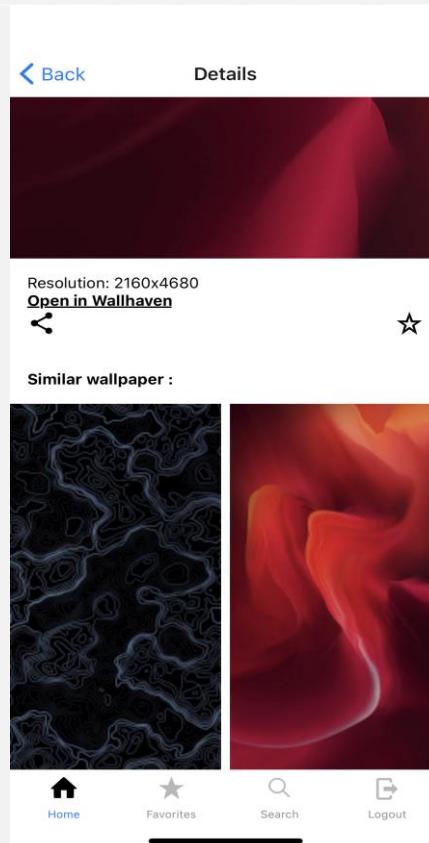 Back
Details
Resolution: 2160x4680
Open in Wallhaven
Similar wallpaper :
Home
Favorites
Search
Logout